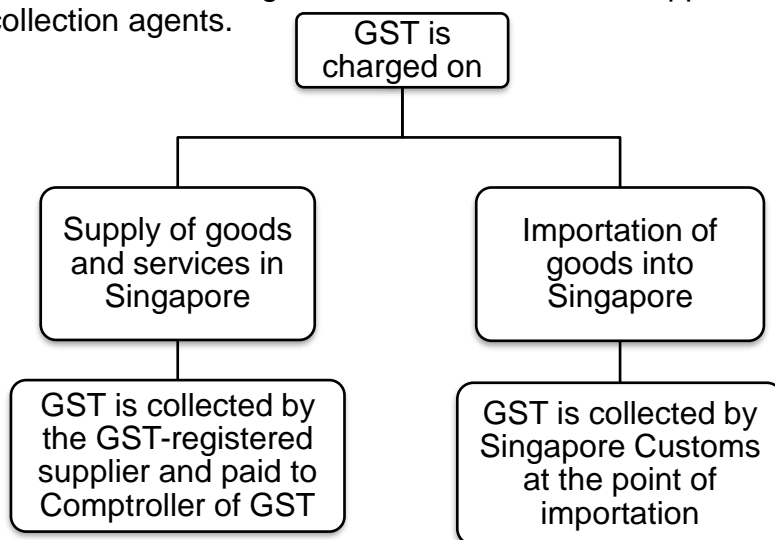 collection agents.
GST is
charged on
Supply of goods
and services in
Singapore
Importation of
goods into
Singapore
GST is collected by
the GST-registered
supplier and paid to
Comptroller of GST
GST is collected by
Singapore Customs
at the point of
importation